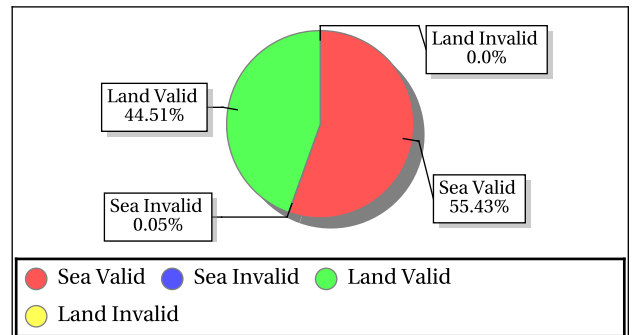 Land Invalid
0.0%
Land Valid
44.51%
Sea Valid
55.43%
Sea Invalid
0.05%
Sea Valid Sea Invalid Land Valid
Land Invalid